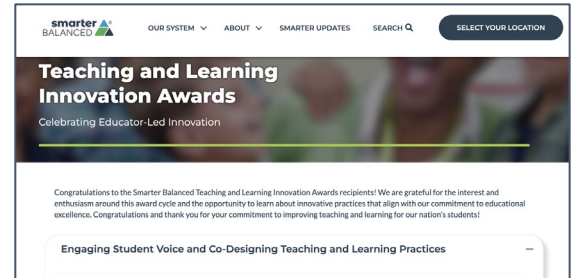 smarter
BALANCED
OUR SYSTEM ABOUT SMARTER UPDATES SEARCH SELECT YOUR LOCATION
Teaching and Learning
Innovation Awards
Celebrating Educator-Led Innovation
Congratulations to the Smarter Balanced Teaching and Learning Innovation Awards recipients! We are grateful for the interest and
enthusiasm around this award cycle and the opportunity to learn about innovative practices that align with our commitment to educational
excellence. Congratulations and thank you for your commitment to improving teaching and learning for our nation's students!
Engaging Student Voice and Co-Designing Teaching and Learning Practices